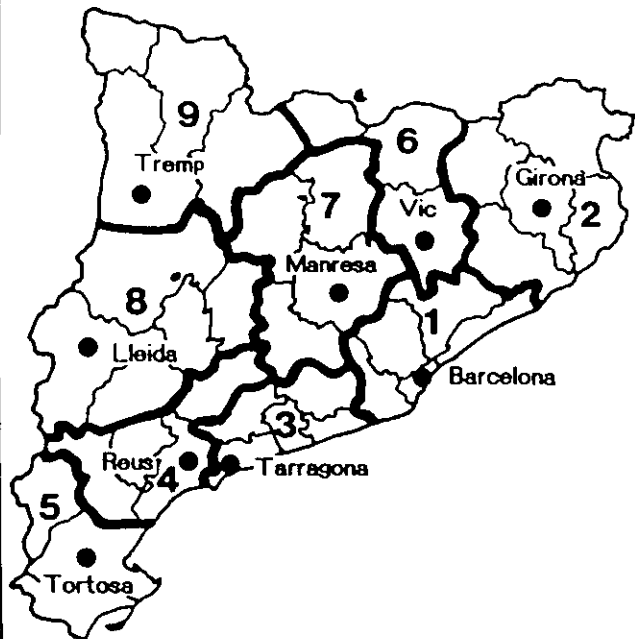 9
6
Tremp
Girona
7
2
Vic
Manresa
8
1
Lleida
Barcelona
3
Reus
4
Tarragona
5
Tortosa